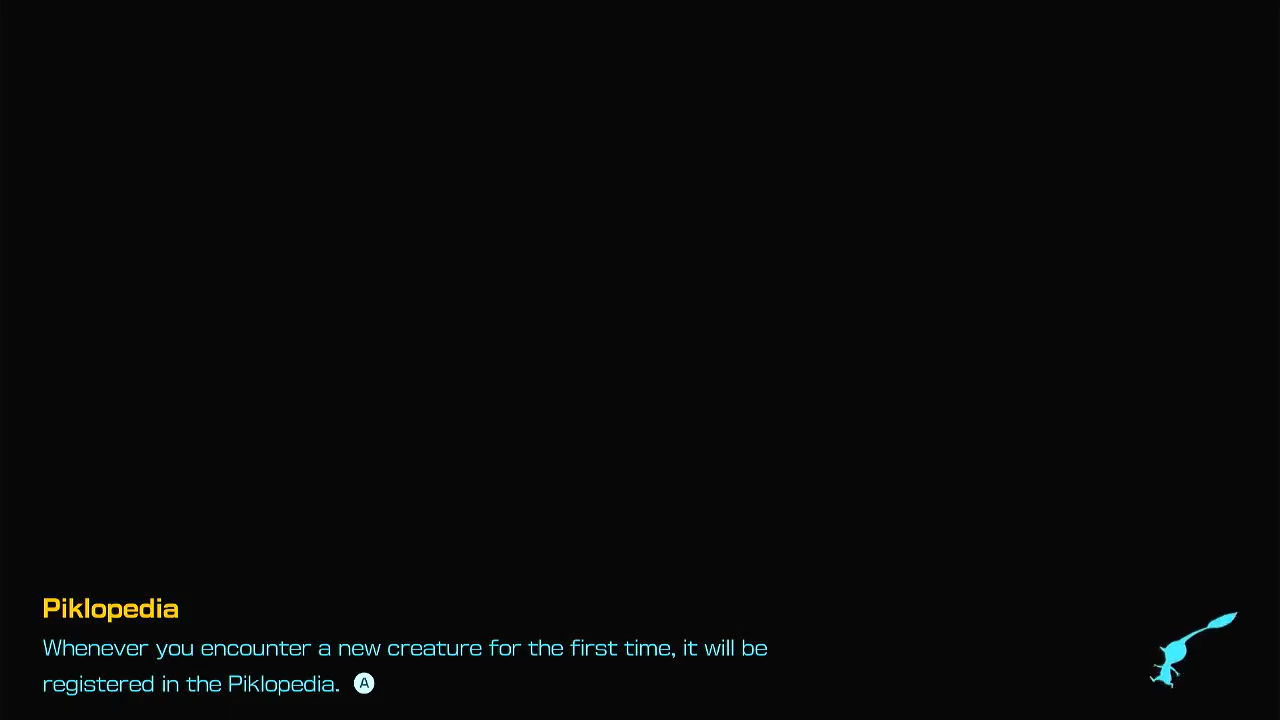 Piklopedia
Whenever you encounter a new creature for the first time, it will be
registered in the Piklopedia. A